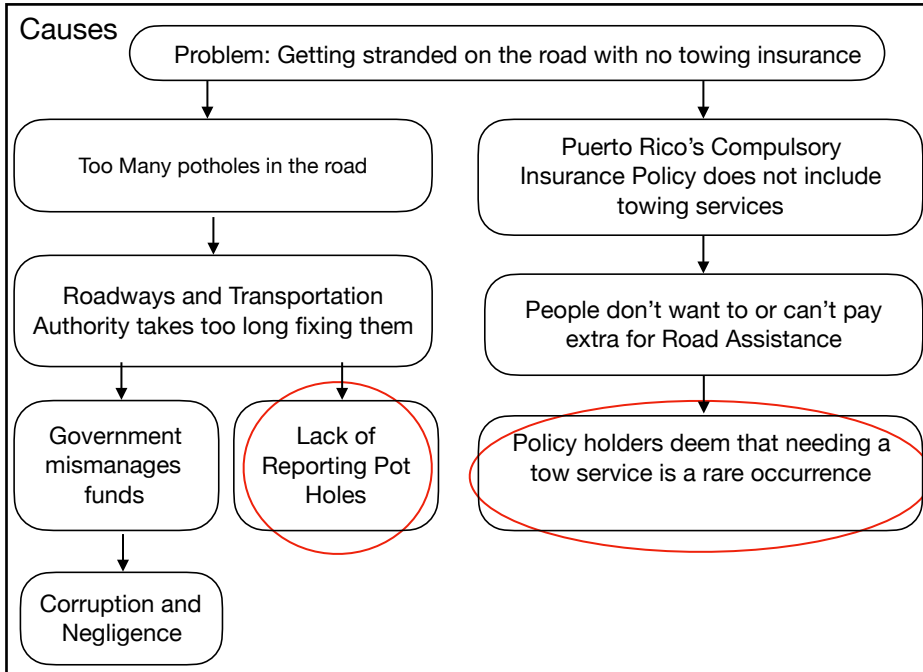 Causes
Problem: Getting stranded on the road with no towing insurance
Too Many potholes in the road
Puerto Rico’s Compulsory
Insurance Policy does not include
towing services
Roadways and Transportation
Authority takes too long fixing them
People don’t want to or can’t pay
extra for Road Assistance
Government
mismanages
funds
Lack of
Reporting Pot
Holes
Policy holders deem that needing a
tow service is a rare occurrence
Corruption and
Negligence